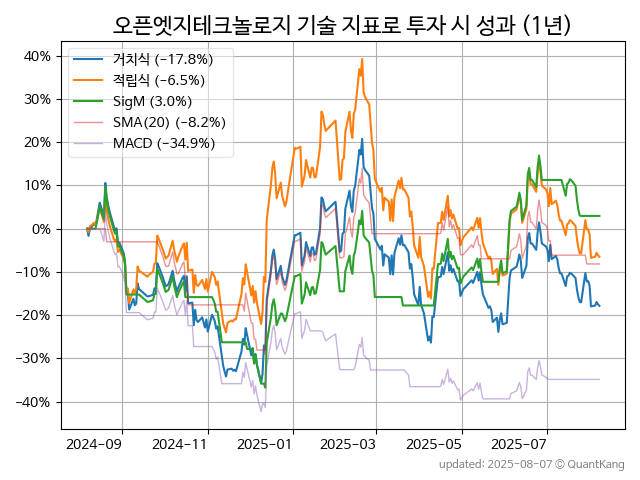 오픈엣지테크놀로지 기술 지표로 투자 시 성과 (1년)
거치식 (−17.8%)
적립식 (−6.5%)
SigM (3.0%)
SMA(20) (−8.2%)
MACD (−34.9%)
40%
30%
20%
10%
0%
−10%
−20%
−30%
−40%
2024-09 2024-11 2025-01 2025-03 2025-05 2025-07
updated: 2025-08-07 © QuantKang